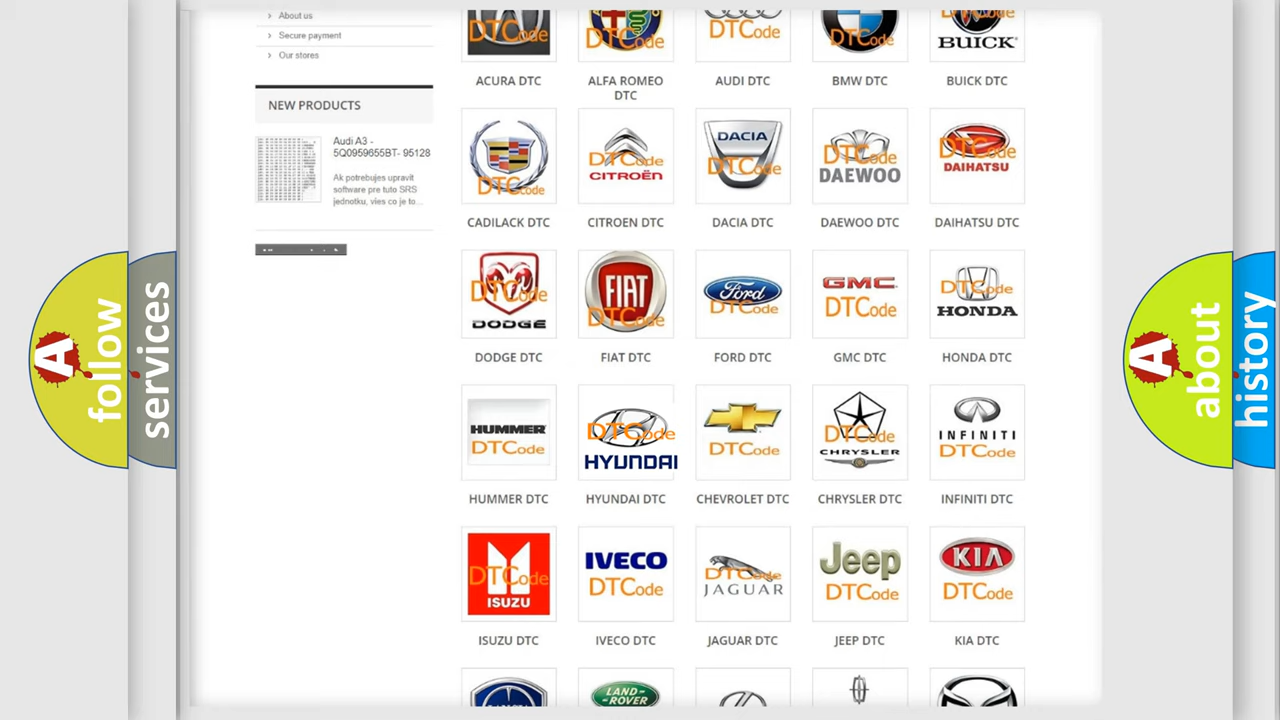 About us
Secure payment
Our stores
NEW PRODUCTS
Audi A3 -
5Q0959655BT- 95128
Ak potrebujes upravit
software pre tuto SRS
jednotku, vies co je to...
DTCode DTCode DTCode DTCode BUICK
ACURA DTC
ALFA ROMEO
DTC
AUDI DTC
BMW DTC
BUICK DTC
DTCode
DTCode
CITROËN
DACIA
DTCode
DTCode
DAEWOO
DTCode
DAIHATSU
CADILACK DTC
CITROEN DTC
DACIA DTC
DAEWOO DTC
DAIHATSU DTC
DTCode
DODGE
FIAT
DTCode
Ford
DTCode
GMC
DTCode
DTCode
HONDA
DODGE DTC
FIAT DTC
FORD DTC
GMC DTC
HONDA DTC
HUMMER
DTCode
DTCode
HYUNDAI
DTCode
DTCode
CHRYSLER
INFINITI
DTCode
HUMMER DTC
HYUNDAI DTC
CHEVROLET DTC
CHRYSLER DTC
INFINITI DTC
DTCode
ISUZU
IVECO
DTCode
DTCode
JAGUAR
Jeep
DTCode
KIA
DTCode
ISUZU DTC
IVECO DTC
JAGUAR DTC
JEEP DTC
KIA DTC
LAND-
ROVER
A
follow
services
A
about
history